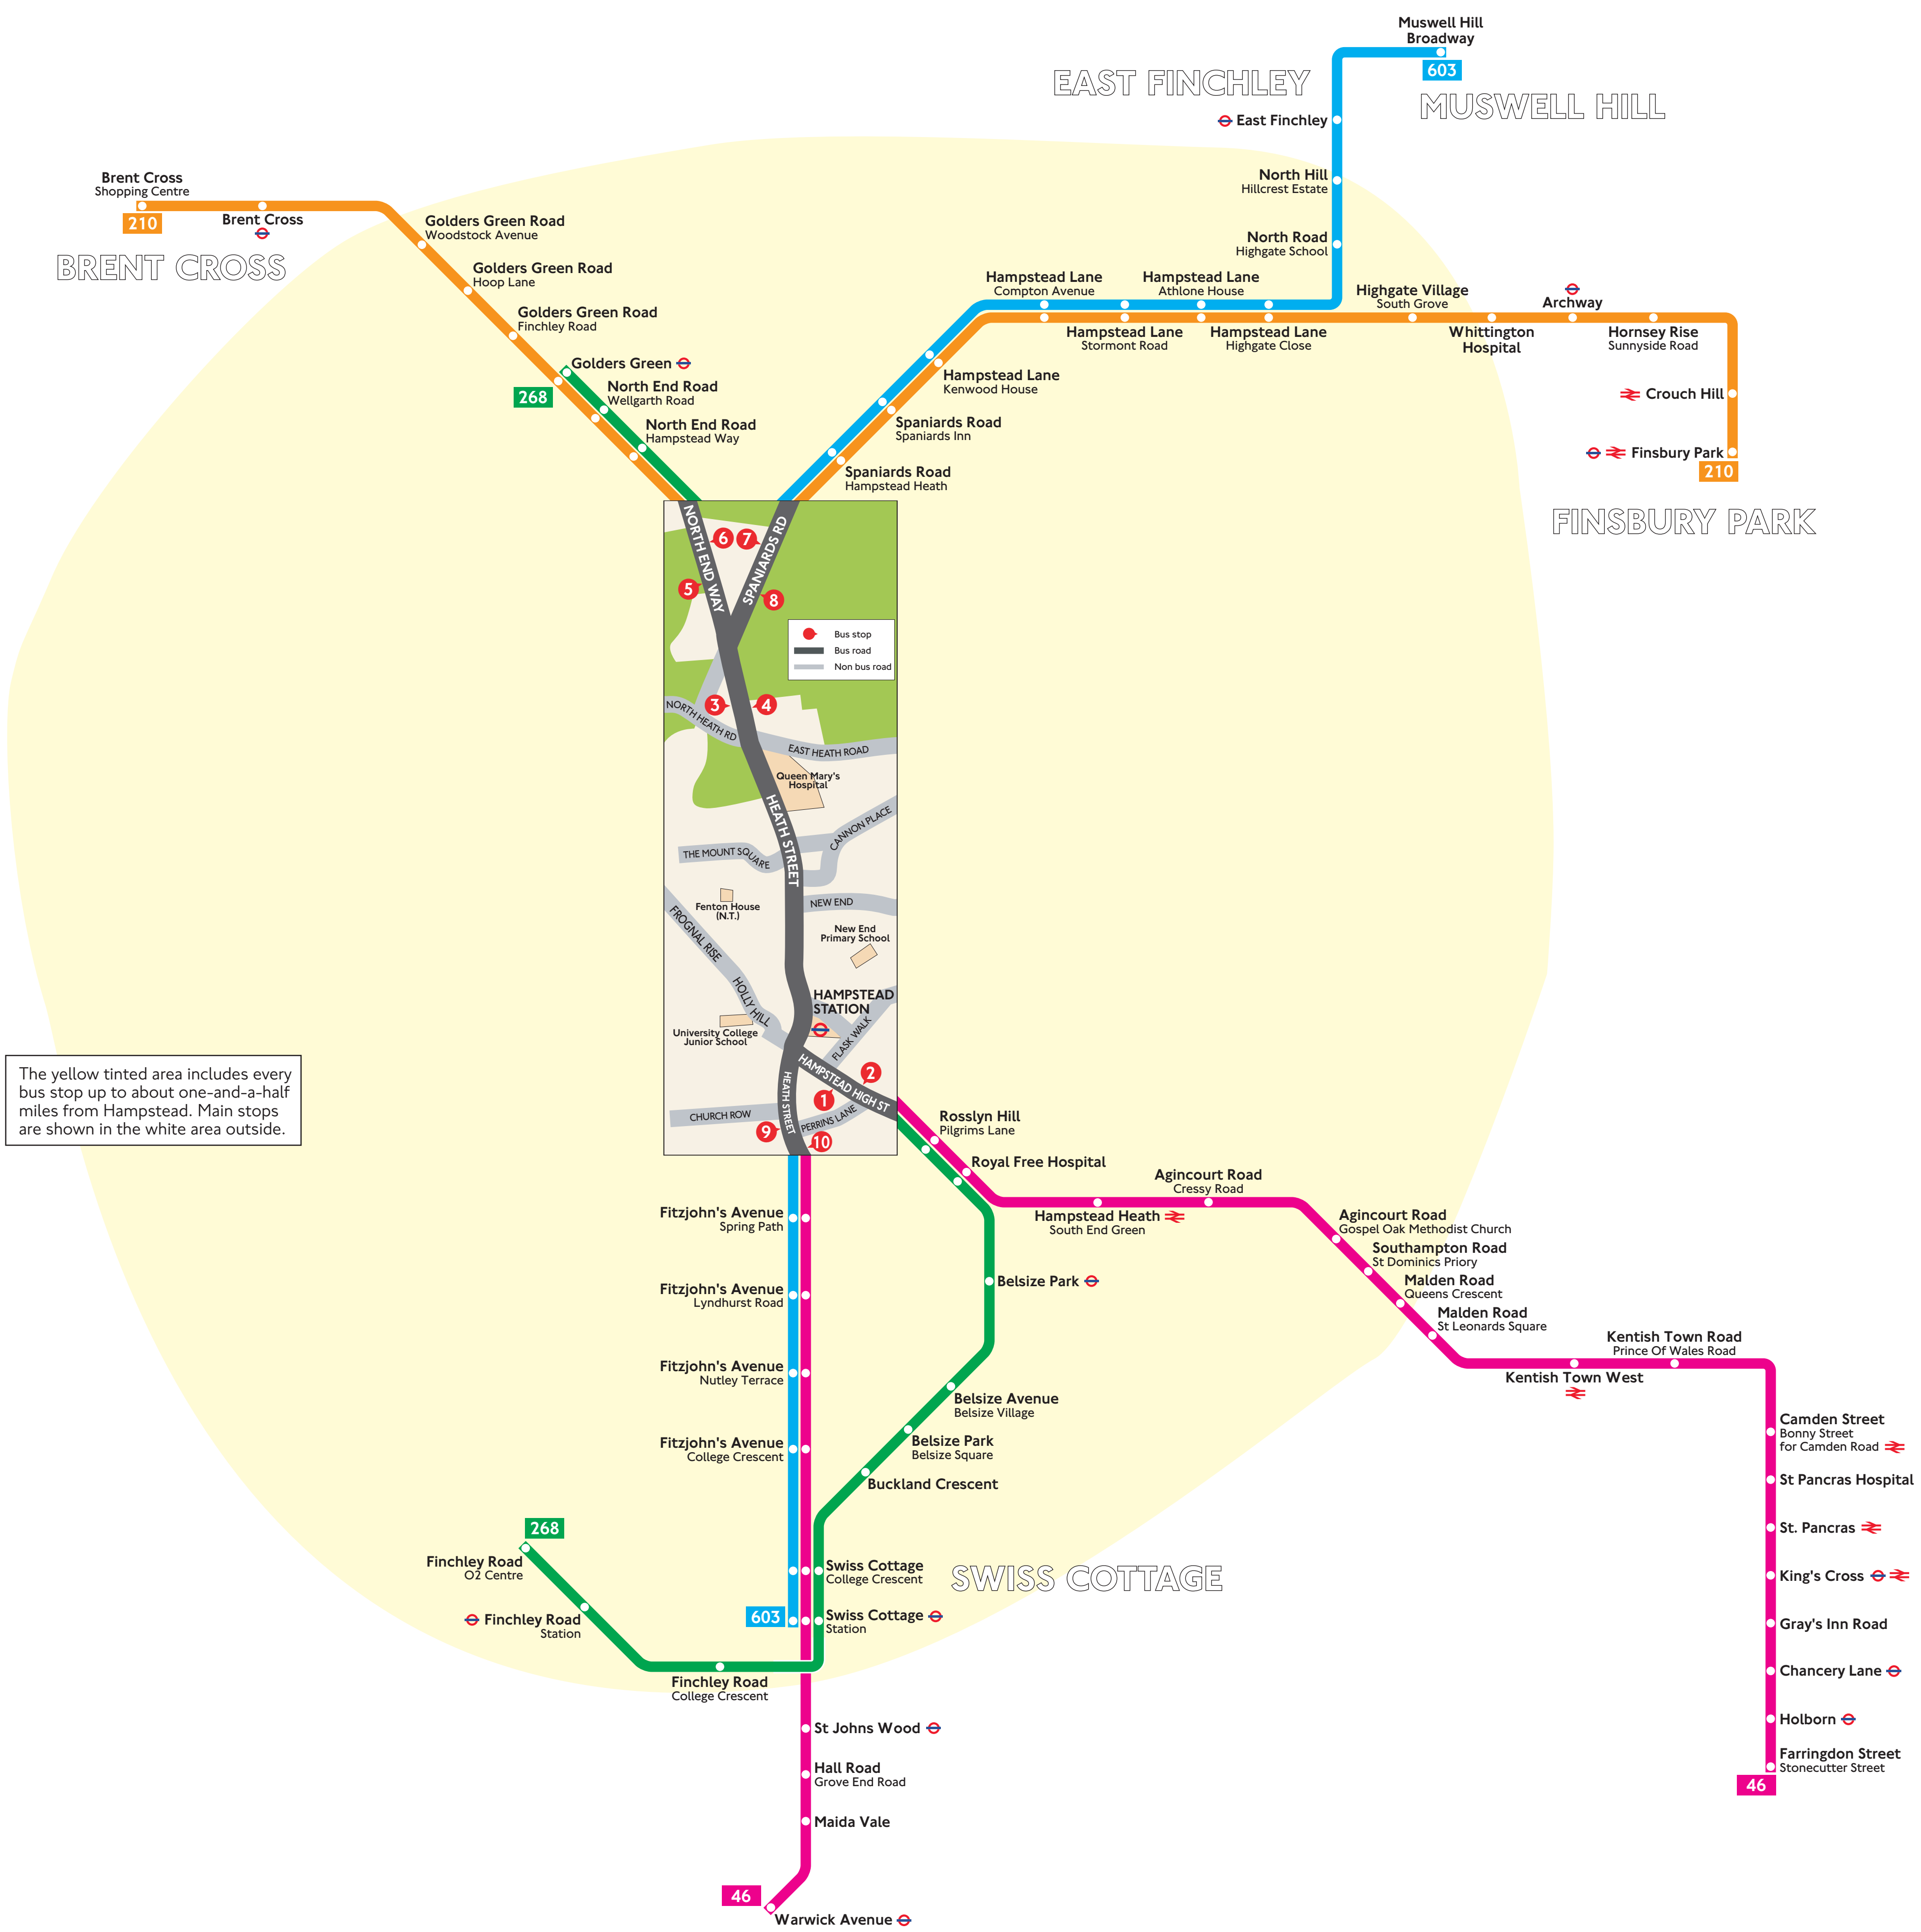 Muswell Hill
Broadway
603
EAST FINCHLEY
MUSWELL HILL
East Finchley
North Hill
Hillcrest Estate
North Road
Highgate School
Brent Cross
Shopping Centre
210
Brent Cross
BRENT CROSS
Golders Green Road
Woodstock Avenue
Golders Green Road
Hoop Lane
Golders Green Road
Finchley Road
Golders Green
268
North End Road
Wellgarth Road
North End Road
Hampstead Way
Hampstead Lane
Compton Avenue
Hampstead Lane
Athlone House
Hampstead Lane
Stormont Road
Hampstead Lane
Highgate Close
Highgate Village
South Grove
Whittington
Hospital
Archway
Hornsey Rise
Sunnyside Road
Crouch Hill
Finsbury Park
210
FINSBURY PARK
Hampstead Lane
Kenwood House
Spaniards Road
Spaniards Inn
Spaniards Road
Hampstead Heath
NORTH END WAY
SPANIARDS RD
6
7
5
8
Bus stop
Bus road
Non bus road
3
4
NORTH HEATH RD
EAST HEATH ROAD
Queen Mary's
Hospital
HEATH STREET
CANNON PLACE
THE MOUNT SQUARE
Fenton House
(N.T.)
NEW END
FROGNAL RISE
New End
Primary School
HOLLY HILL
HAMPSTEAD
STATION
University College
Junior School
FLASK WALK
HAMPSTEAD HIGH ST
2
1
HEATH STREET
CHURCH ROW
PERRINS LANE
9
10
The yellow tinted area includes every
bus stop up to about one-and-a-half
miles from Hampstead. Main stops
are shown in the white area outside.
Rosslyn Hill
Pilgrims Lane
Royal Free Hospital
Hampstead Heath
South End Green
Agincourt Road
Cressy Road
Agincourt Road
Gospel Oak Methodist Church
Southampton Road
St Dominics Priory
Malden Road
Queens Crescent
Malden Road
St Leonards Square
Kentish Town West
Kentish Town Road
Prince Of Wales Road
Camden Street
Bonny Street
for Camden Road
St Pancras Hospital
St. Pancras
King's Cross
Gray's Inn Road
Chancery Lane
Holborn
Farringdon Street
Stonecutter Street
46
Fitzjohn's Avenue
Spring Path
Fitzjohn's Avenue
Lyndhurst Road
Fitzjohn's Avenue
Nutley Terrace
Fitzjohn's Avenue
College Crescent
Belsize Park
Belsize Avenue
Belsize Village
Belsize Park
Belsize Square
Buckland Crescent
268
Finchley Road
O2 Centre
Finchley Road
Station
Finchley Road
College Crescent
603
Swiss Cottage
College Crescent
SWISS COTTAGE
Swiss Cottage
Station
St Johns Wood
Hall Road
Grove End Road
Maida Vale
46
Warwick Avenue